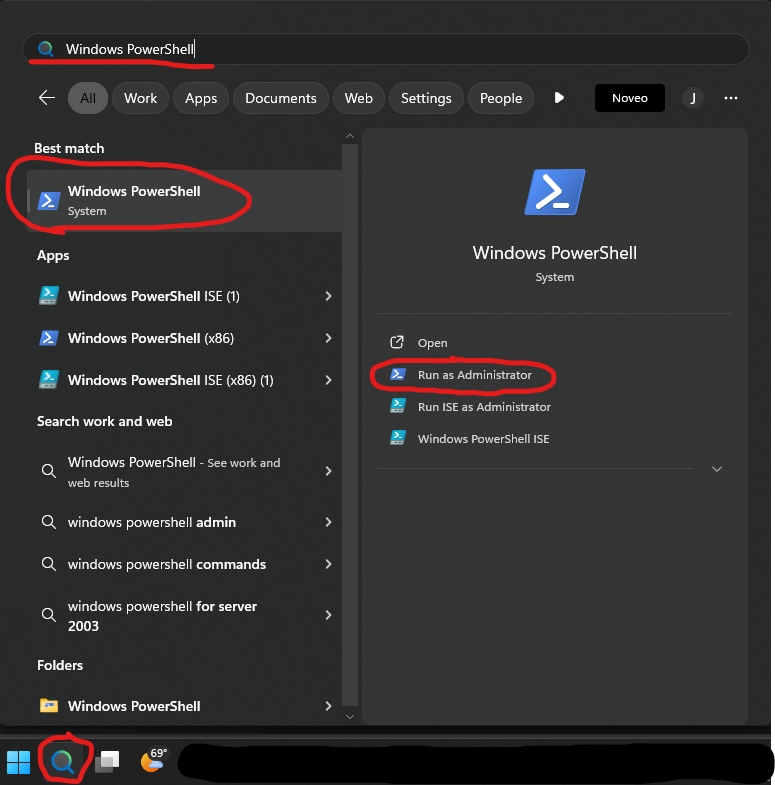 Windows PowerShell
All Work Apps Documents Web Settings People Noveo J
Best match
Windows PowerShell
System
Apps
Windows PowerShell ISE (1)
Windows PowerShell (x86)
Windows PowerShell ISE (x86) (1)
Search work and web
Windows PowerShell - See work and
web results
windows powershell admin
windows powershell commands
windows powershell for server
2003
Folders
Windows PowerShell
Windows PowerShell
System
Open
Run as Administrator
Run ISE as Administrator
Windows PowerShell ISE
69°